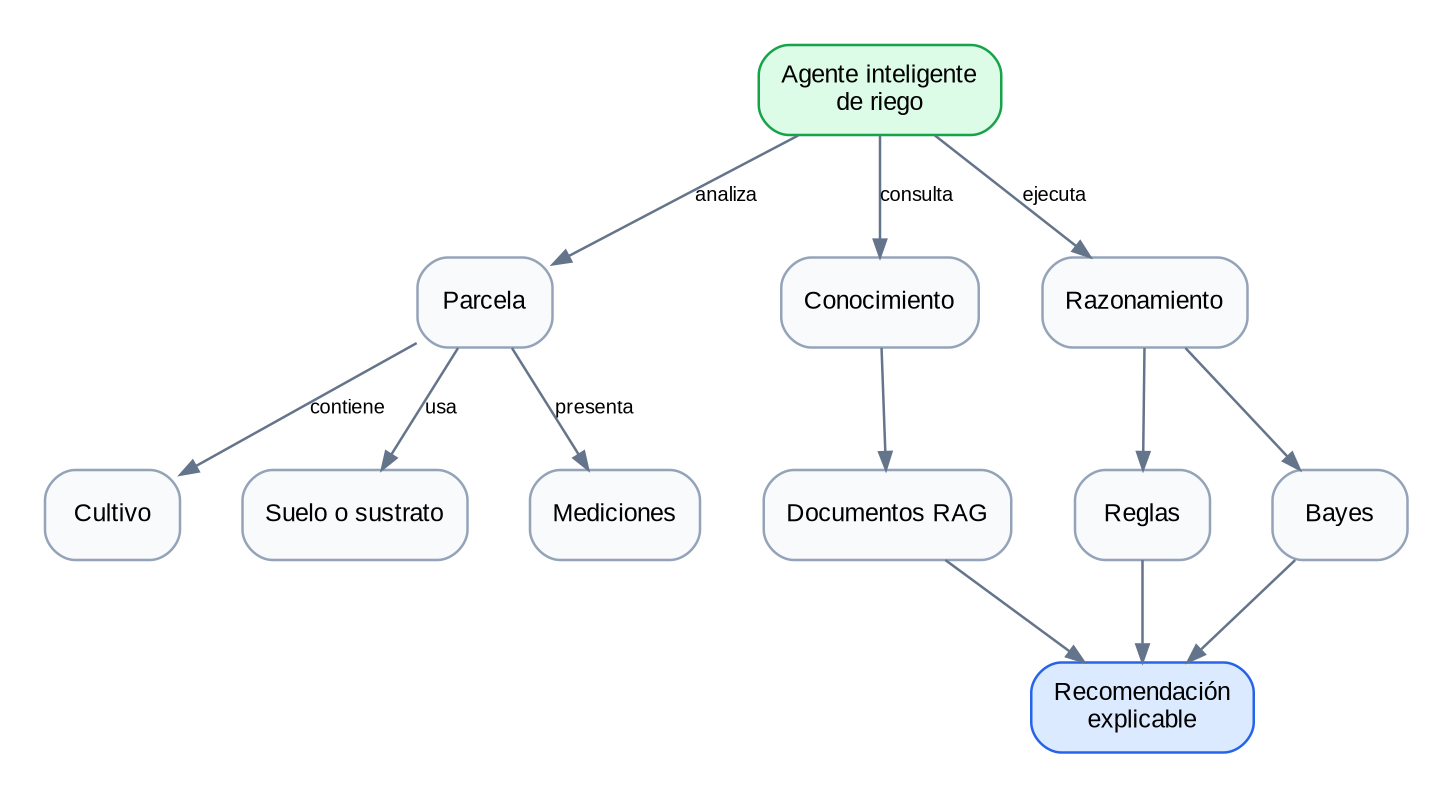 Agente inteligente
de riego
analiza
consulta
ejecuta
Parcela
Conocimiento
Razonamiento
contiene
usa
presenta
Cultivo
Suelo o sustrato
Mediciones
Documentos RAG
Reglas
Bayes
Recomendación
explicable